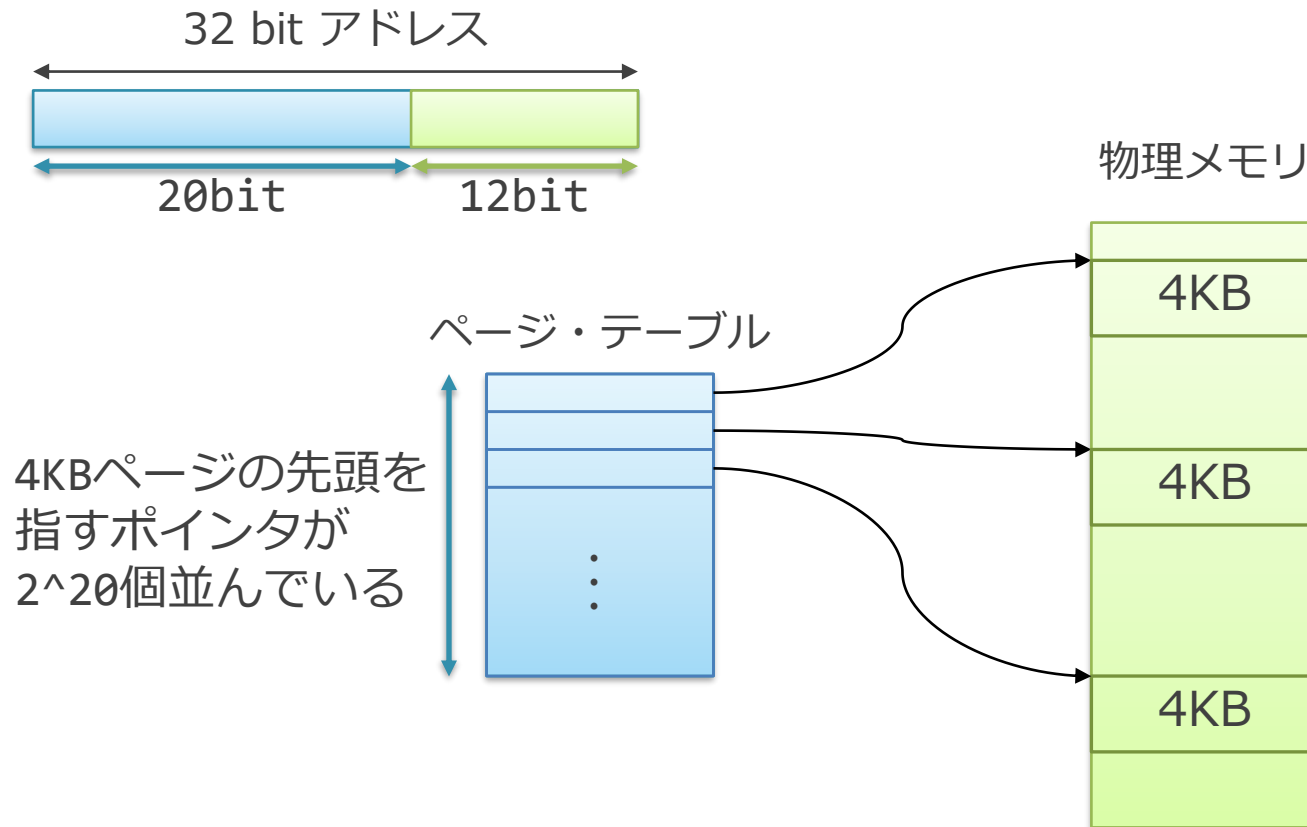 32 bit アドレス
20bit
12bit
物理メモリ
4KB
ページ・テーブル
4KBページの先頭を
指すポインタが
2^20個並んでいる
4KB
4KB